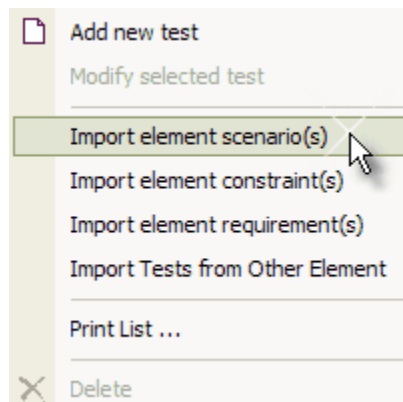 Add new test
Modify selected test
Import element scenario(s)
Import element constraint(s)
Import element requirement(s)
Import Tests from Other Element
Print List ...
Delete